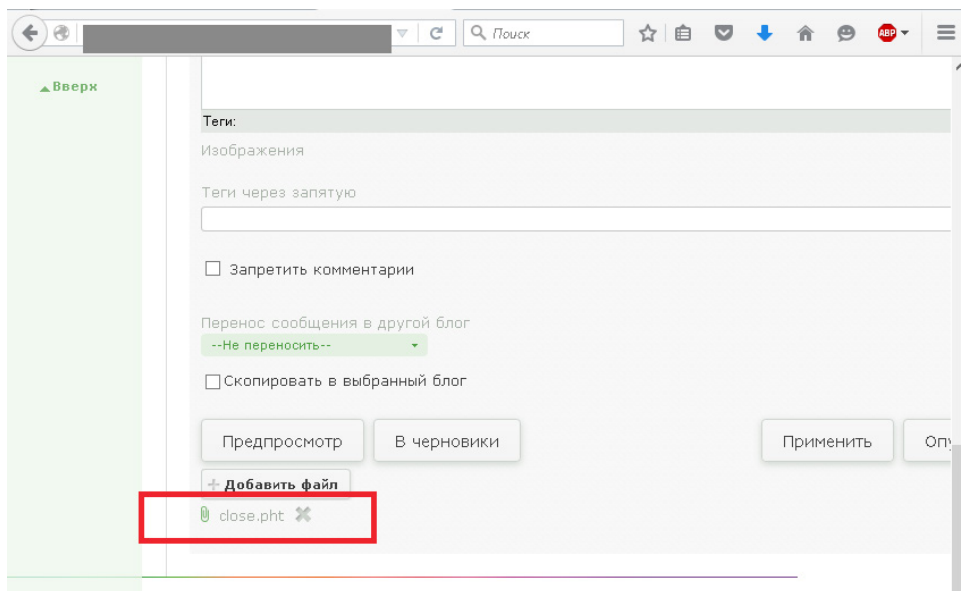 Поиск
ABP
Вверх
Теги:
Изображения
Теги через запятую
Запретить комментарии
Перенос сообщения в другой блог
--Не переносить--
Скопировать в выбранный блог
Предпросмотр
В черновики
Применить
Опу
Добавить файл
close.pht